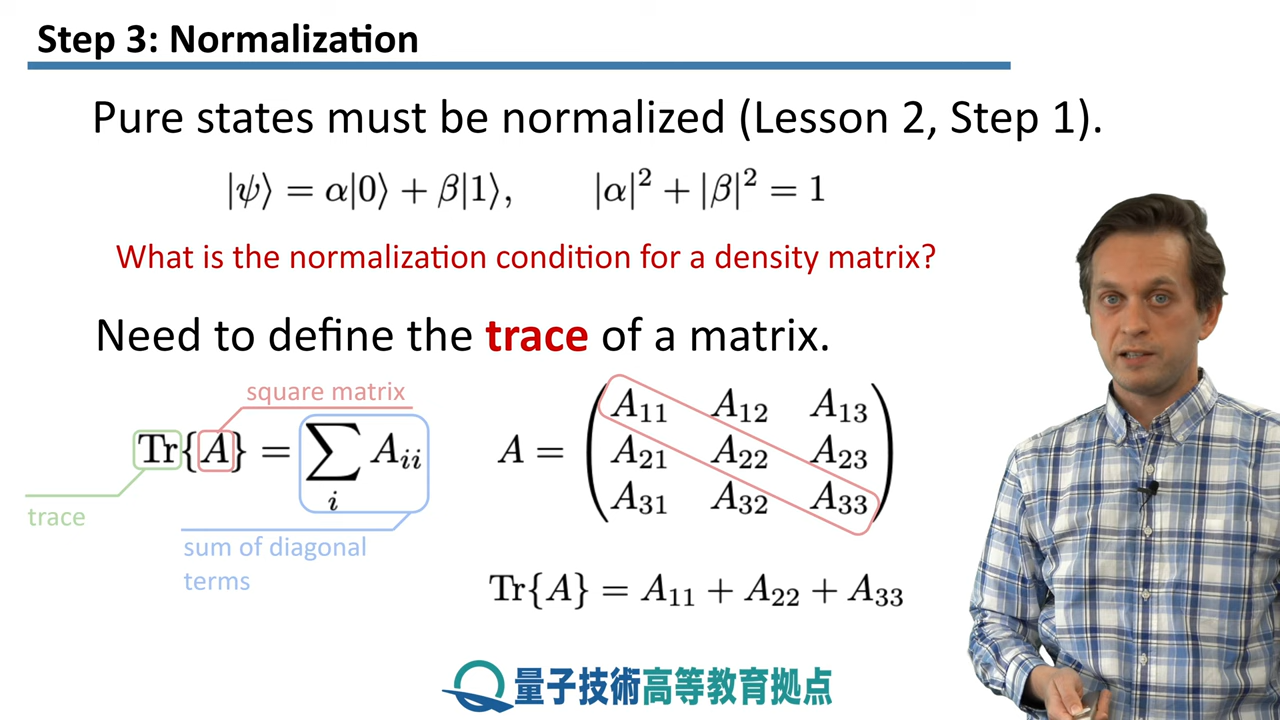 Step 3: Normalization
Pure states must be normalized (Lesson 2, Step 1).
|ψ⟩ = α|0⟩ + β|1⟩, |α|² + |β|² = 1
What is the normalization condition for a density matrix?
Need to define the trace of a matrix.
square matrix
Tr{A} = ∑ᵢ Aᵢᵢ
trace
sum of diagonal
terms
A = ( A₁₁ A₁₂ A₁₃
A₂₁ A₂₂ A₂₃
A₃₁ A₃₂ A₃₃ )
Tr{A} = A₁₁ + A₂₂ + A₃₃
量子技術高等教育拠点